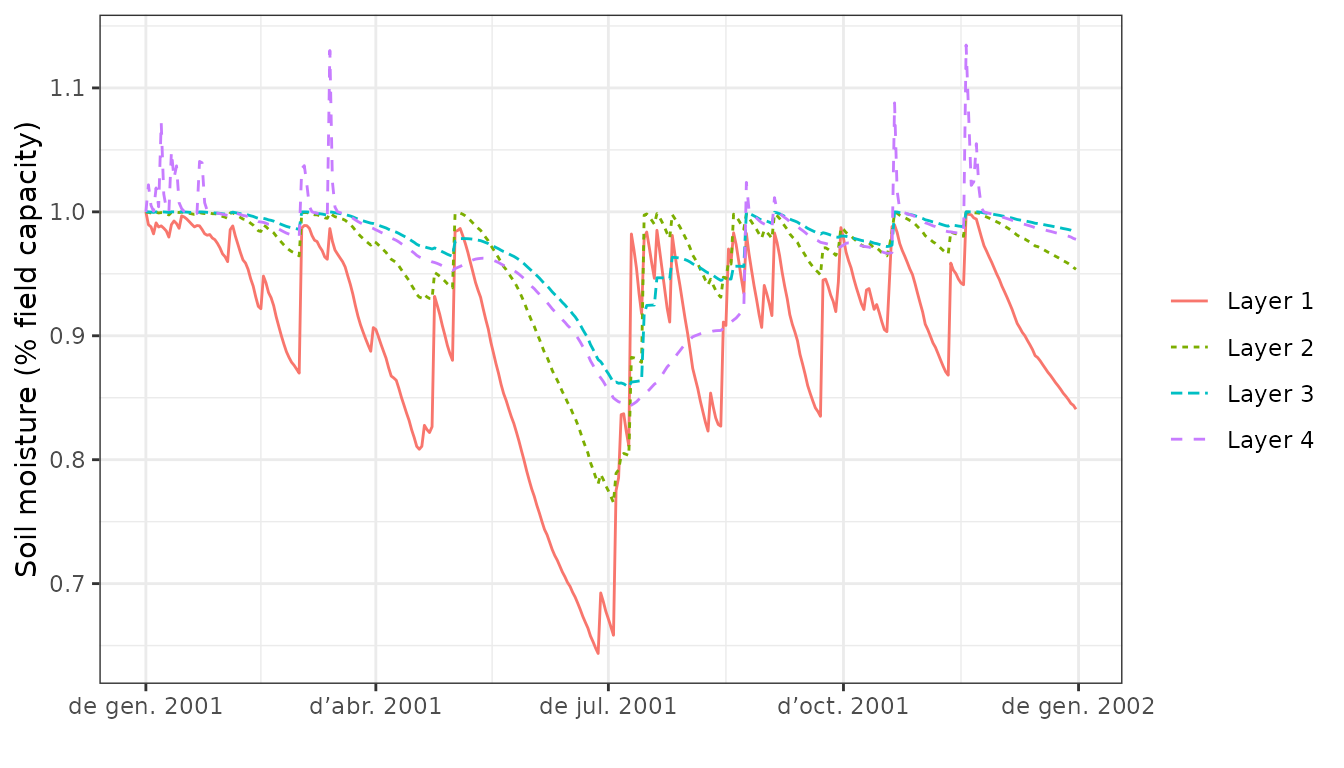 Soil moisture (% field capacity)
1.1
1.0
0.9
0.8
0.7
de gen. 2001
d’abr. 2001
de jul. 2001
d’oct. 2001
de gen. 2002
Layer 1
Layer 2
Layer 3
Layer 4